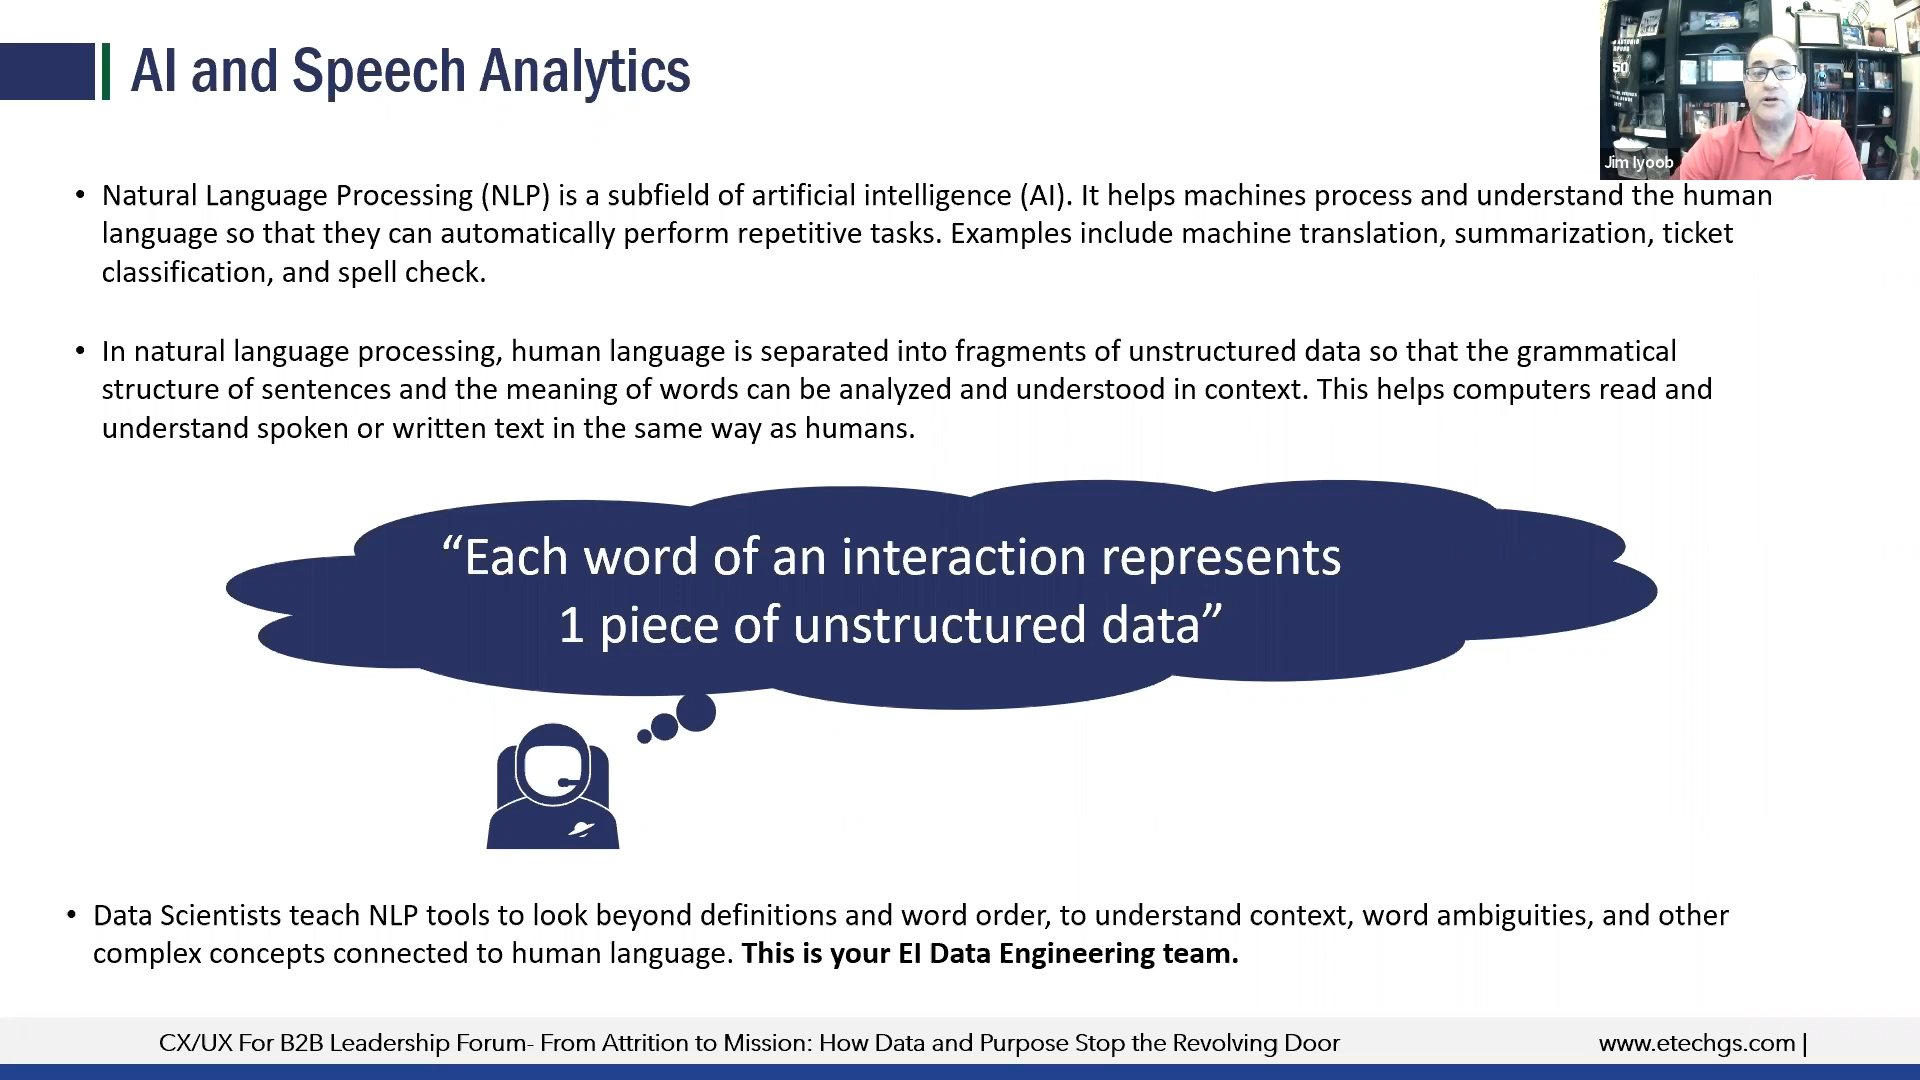 AI and Speech Analytics
Jim Iyoob
• Natural Language Processing (NLP) is a subfield of artificial intelligence (AI). It helps machines process and understand the human
language so that they can automatically perform repetitive tasks. Examples include machine translation, summarization, ticket
classification, and spell check.
• In natural language processing, human language is separated into fragments of unstructured data so that the grammatical
structure of sentences and the meaning of words can be analyzed and understood in context. This helps computers read and
understand spoken or written text in the same way as humans.
“Each word of an interaction represents
1 piece of unstructured data”
• Data Scientists teach NLP tools to look beyond definitions and word order, to understand context, word ambiguities, and other
complex concepts connected to human language. This is your EI Data Engineering team.
CX/UX For B2B Leadership Forum- From Attrition to Mission: How Data and Purpose Stop the Revolving Door
www.etechgs.com |